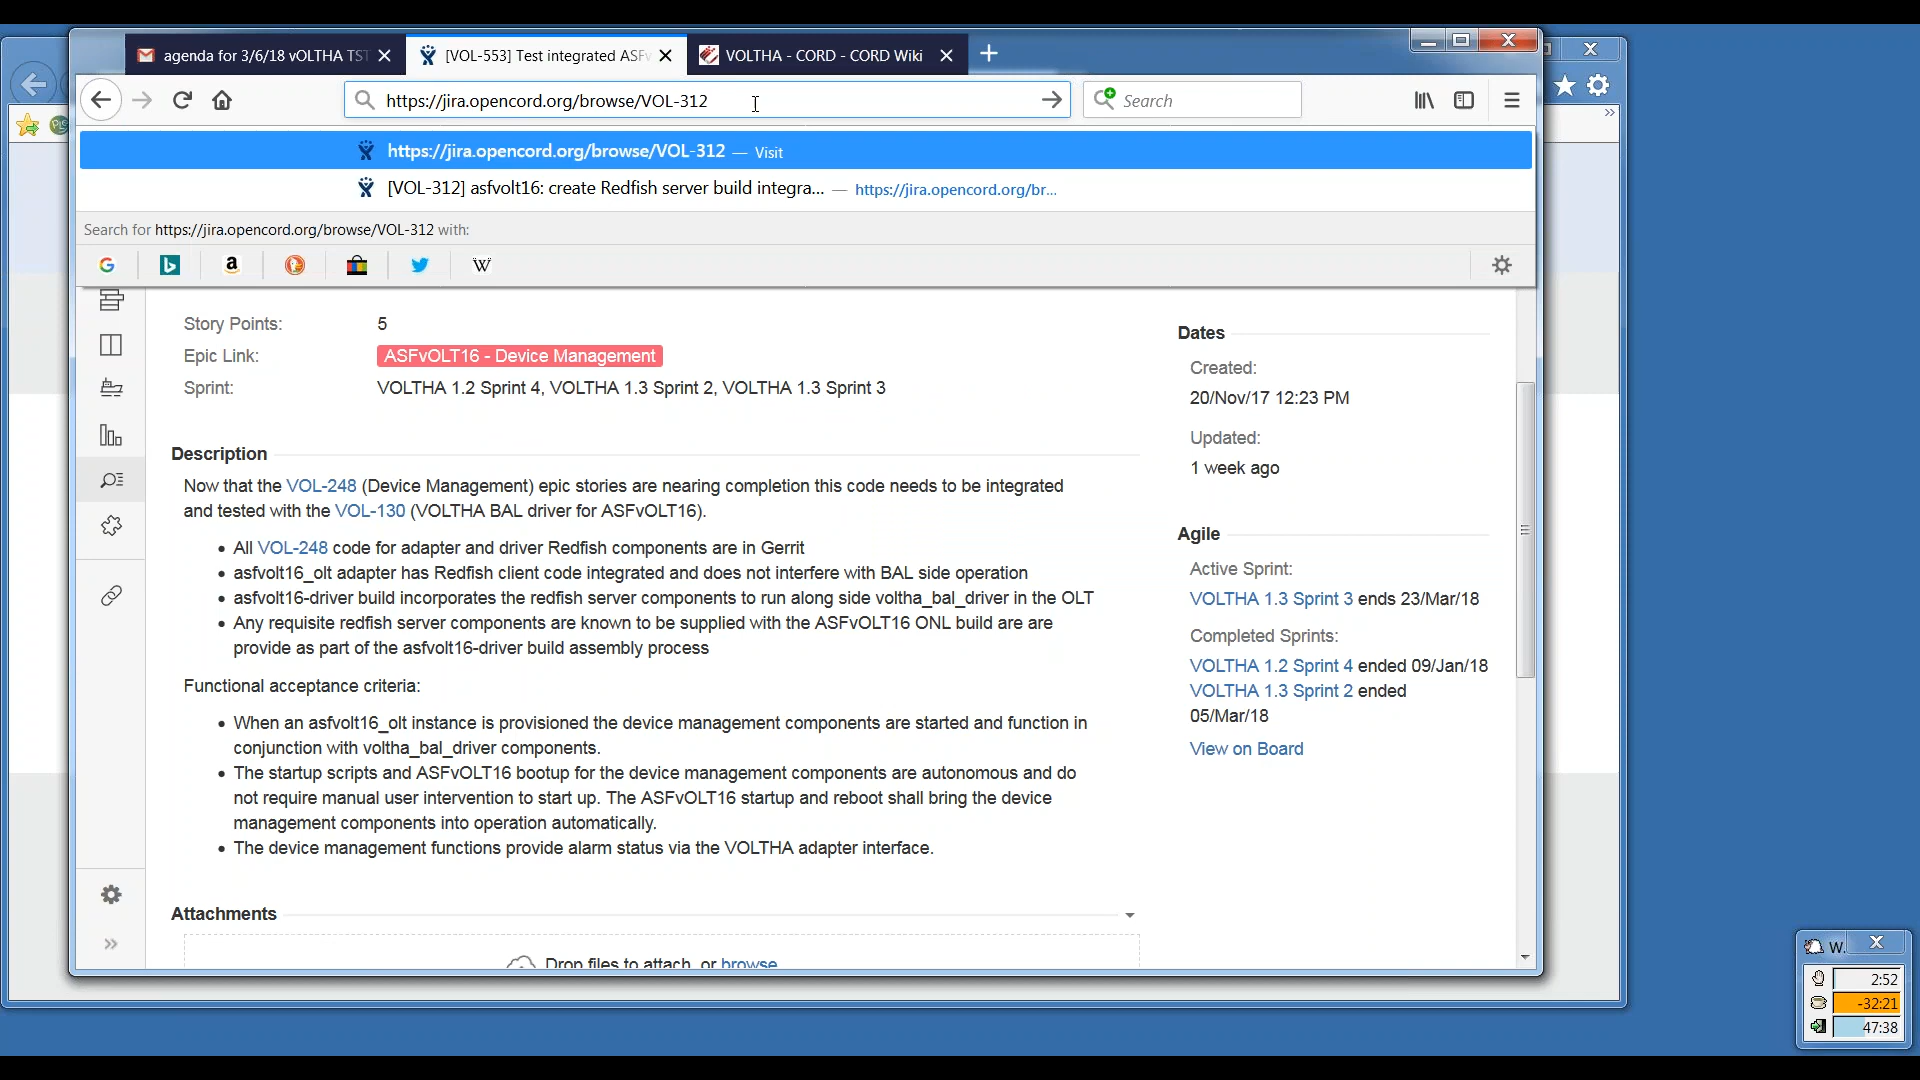 agenda for 3/6/18 vOLTHA TST
[VOL-553] Test integrated ASFv
VOLTHA - CORD - CORD Wiki
https://jira.opencord.org/browse/VOL-312
Search
https://jira.opencord.org/browse/VOL-312 — Visit
[VOL-312] asfvolt16: create Redfish server build integra... — https://jira.opencord.org/br...
Search for https://jira.opencord.org/browse/VOL-312 with:
Story Points: 5
Epic Link: ASFvOLT16 - Device Management
Sprint: VOLTHA 1.2 Sprint 4, VOLTHA 1.3 Sprint 2, VOLTHA 1.3 Sprint 3
Description
Now that the VOL-248 (Device Management) epic stories are nearing completion this code needs to be integrated
and tested with the VOL-130 (VOLTHA BAL driver for ASFvOLT16).
• All VOL-248 code for adapter and driver Redfish components are in Gerrit
• asfvolt16_olt adapter has Redfish client code integrated and does not interfere with BAL side operation
• asfvolt16-driver build incorporates the redfish server components to run along side voltha_bal_driver in the OLT
• Any requisite redfish server components are known to be supplied with the ASFvOLT16 ONL build are are
provide as part of the asfvolt16-driver build assembly process
Functional acceptance criteria:
• When an asfvolt16_olt instance is provisioned the device management components are started and function in
conjunction with voltha_bal_driver components.
• The startup scripts and ASFvOLT16 bootup for the device management components are autonomous and do
not require manual user intervention to start up. The ASFvOLT16 startup and reboot shall bring the device
management components into operation automatically.
• The device management functions provide alarm status via the VOLTHA adapter interface.
Attachments
Drop files to attach, or browse.
Dates
Created:
20/Nov/17 12:23 PM
Updated:
1 week ago
Agile
Active Sprint:
VOLTHA 1.3 Sprint 3 ends 23/Mar/18
Completed Sprints:
VOLTHA 1.2 Sprint 4 ended 09/Jan/18
VOLTHA 1.3 Sprint 2 ended
05/Mar/18
View on Board
W.
2:52
-32:21
47:38